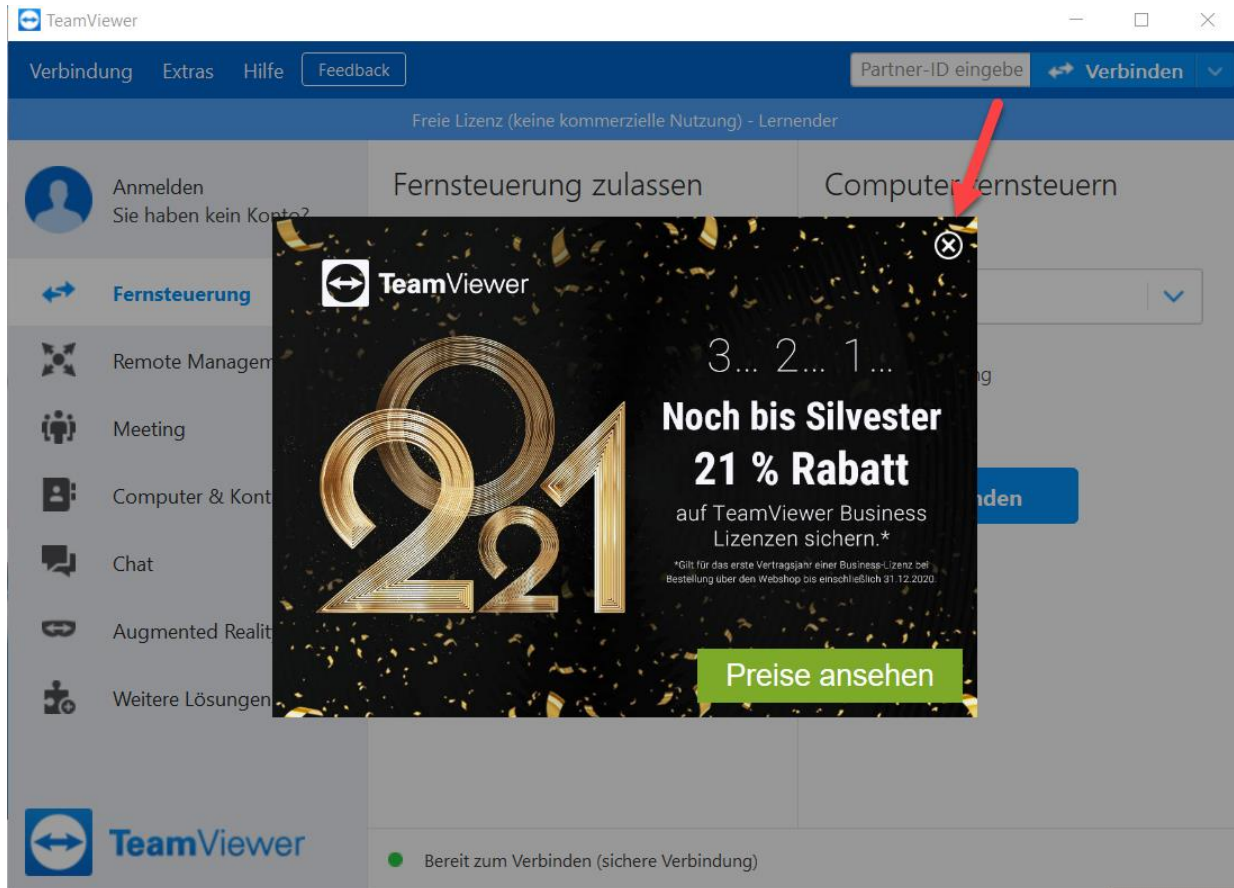 TeamViewer
Verbindung Extras Hilfe Feedback Partner-ID eingebe Verbinden
Freie Lizenz (keine kommerzielle Nutzung) - Lernender
Anmelden
Sie haben kein Konto?
Fernsteuerung zulassen
Computer fernsteuern
Fernsteuerung
Remote Managem
Meeting
Computer & Kont
Chat
Augmented Realit
Weitere Lösungen
TeamViewer
2021
3... 2... 1...
Noch bis Silvester
21 % Rabatt
auf TeamViewer Business
Lizenzen sichern.*
*Gilt für das erste Vertragsjahr einer Business-Lizenz bei
Bestellung über den Webshop bis einschließlich 31.12.2020.
Preise ansehen
ng
nden
TeamViewer
Bereit zum Verbinden (sichere Verbindung)